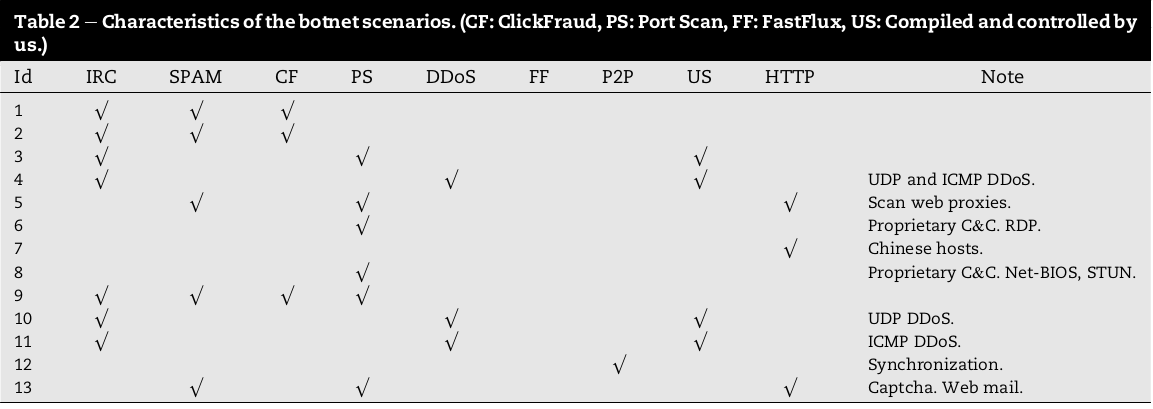 Table 2 — Characteristics of the botnet scenarios. (CF: ClickFraud, PS: Port Scan, FF: FastFlux, US: Compiled and controlled by
us.)
Id IRC SPAM CF PS DDoS FF P2P US HTTP Note
1 √ √ √
2 √ √ √
3 √ √ √
4 √ √ √ UDP and ICMP DDoS.
5 √ √ √ Scan web proxies.
6 √ Proprietary C&C. RDP.
7 √ Chinese hosts.
8 √ Proprietary C&C. Net-BIOS, STUN.
9 √ √ √ √
10 √ √ √ UDP DDoS.
11 √ √ √ ICMP DDoS.
12 √ Synchronization.
13 √ √ √ Captcha. Web mail.